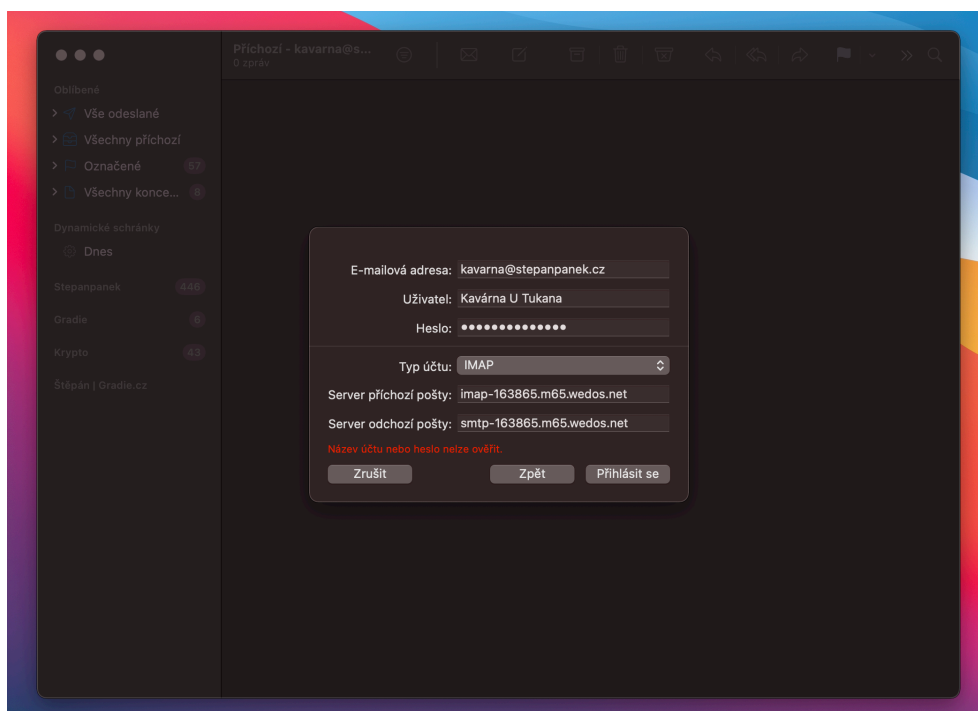 Příchozí - kavarna@s...
0 zpráv
Oblíbené
Vše odeslané
Všechny příchozí
Označené 57
Všechny konce... 8
Dynamické schránky
Dnes
Stepanpanek 446
Gradie 6
Krypto 43
Štěpán | Gradie.cz
E-mailová adresa: kavarna@stepanpanek.cz
Uživatel: Kavárna U Tukana
Heslo: ●●●●●●●●●●●●●●
Typ účtu: IMAP
Server příchozí pošty: imap-163865.m65.wedos.net
Server odchozí pošty: smtp-163865.m65.wedos.net
Název účtu nebo heslo nelze ověřit.
Zrušit Zpět Přihlásit se